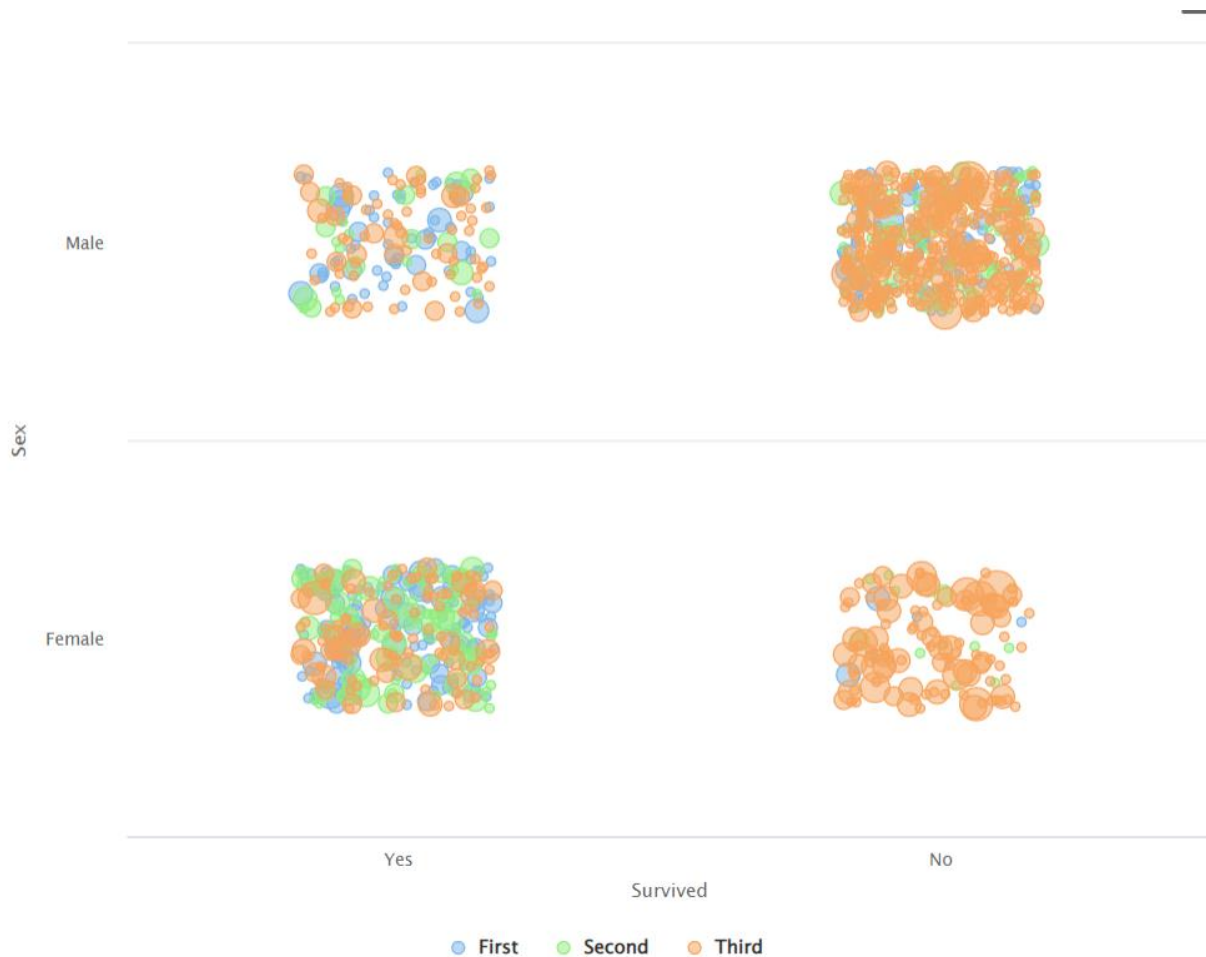 Male
Sex
Female
Yes
No
Survived
First
Second
Third